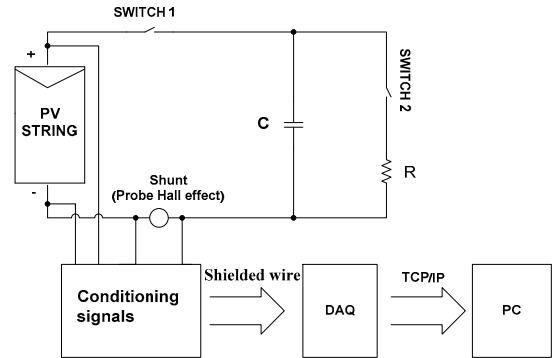 SWITCH 1
+
PV
STRING
-
C
SWITCH 2
R
Shunt
(Probe Hall effect)
Conditioning
signals
Shielded wire
DAQ
TCP/IP
PC